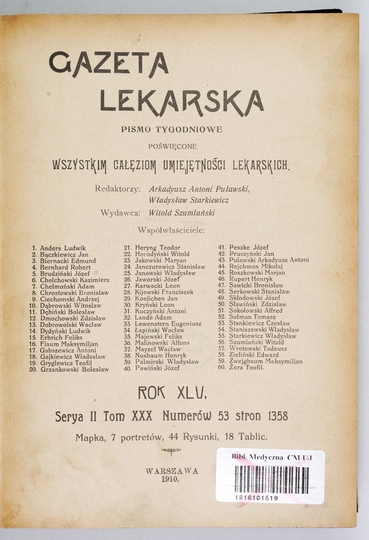 GAZETA
LEKARSKA
PISMO TYGODNIOWE
POŚWIĘCONE
WSZYSTKIM GAŁĘZIOM UMIEJĘTNOŚCI LEKARSKICH.
Redaktorzy: Arkadyusz Antoni Puławski,
Władysław Starkiewicz
Wydawca: Witold Szumlański
Współwłaściciele:
1. Anders Ludwik
2. Bączkiewicz Jan
3. Biernacki Edmund
4. Bernhard Robert
5. Brudziński Józef
6. Chełchowski Kazimierz
7. Chełmoński Adam
8. Chrostowski Bronisław
9. Ciechomski Andrzej
10. Dąbrowski Witosław
11. Dębiński Bolesław
12. Dmochowski Zdzisław
13. Dobrowolski Wacław
14. Dydyński Ludwik
15. Erbrich Feliks
16. Flaum Maksymiljan
17. Gabszewicz Antoni
18. Gajkiewicz Władysław
19. Gryglewicz Teofil
20. Grzankowski Bolesław
21. Heryng Teodor
22. Horodyński Witold
23. Jakowski Maryan
24. Janczurowicz Stanisław
25. Janowski Władysław
26. Jaworski Józef
27. Karwacki Leon
28. Kijewski Franciszek
29. Koelichen Jan
30. Kryński Leon
31. Kuczyński Antoni
32. Lande Adam
33. Lewenstern Eugeniusz
34. Łapiński Wacław
35. Majewski Feliks
36. Malinowski Alfons
37. Mayzel Wacław
38. Nusbaum Henryk
39. Palmirski Władysław
40. Pawiński Józef
41. Peszke Józef
42. Pruszyński Jan
43. Puławski Arkadyusz Antoni
44. Rejchman Mikołaj
45. Roszkowski Marjan
46. Ruppert Henryk
47. Sawicki Bronisław
48. Serkowski Stanisław
49. Skłodowski Józef
50. Sławiński Zdzisław
51. Sokołowski Alfred
52. Solman Tomasz
53. Stankiewicz Czesław
54. Staniszewski Władysław
55. Starkiewicz Władysław
56. Szumlański Witold
57. Wretowski Tadeusz
58. Zieliński Edward
59. Zweigbaum Maksymiljan
60. Żera Teofil.
ROK XLV.
Serya II Tom XXX Numerów 53 stron 1358
Mapka, 7 portretów, 44 Rysunki, 18 Tablic.
WARSZAWA
1910.
Bibl. Medyczna CM UJ
1816101519